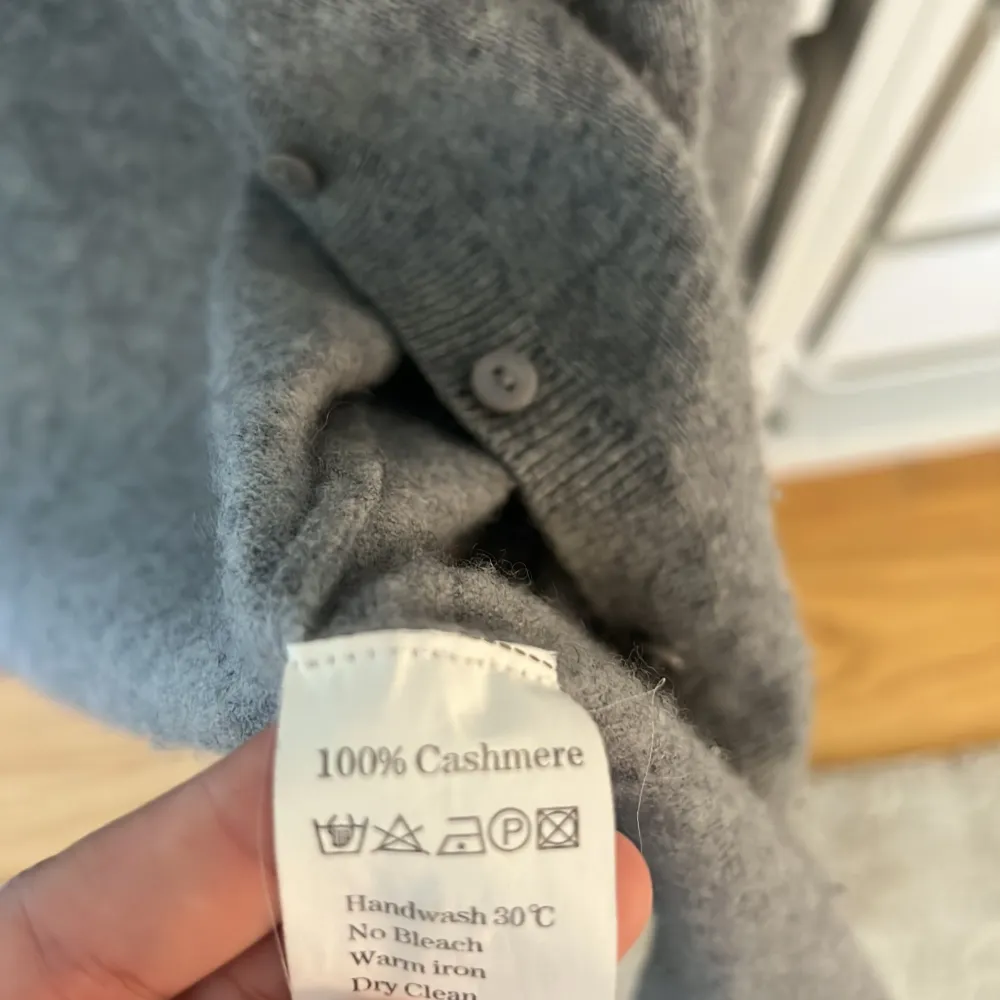 100% Cashmere
P
Handwash 30℃
No Bleach
Warm iron
Dry Clean